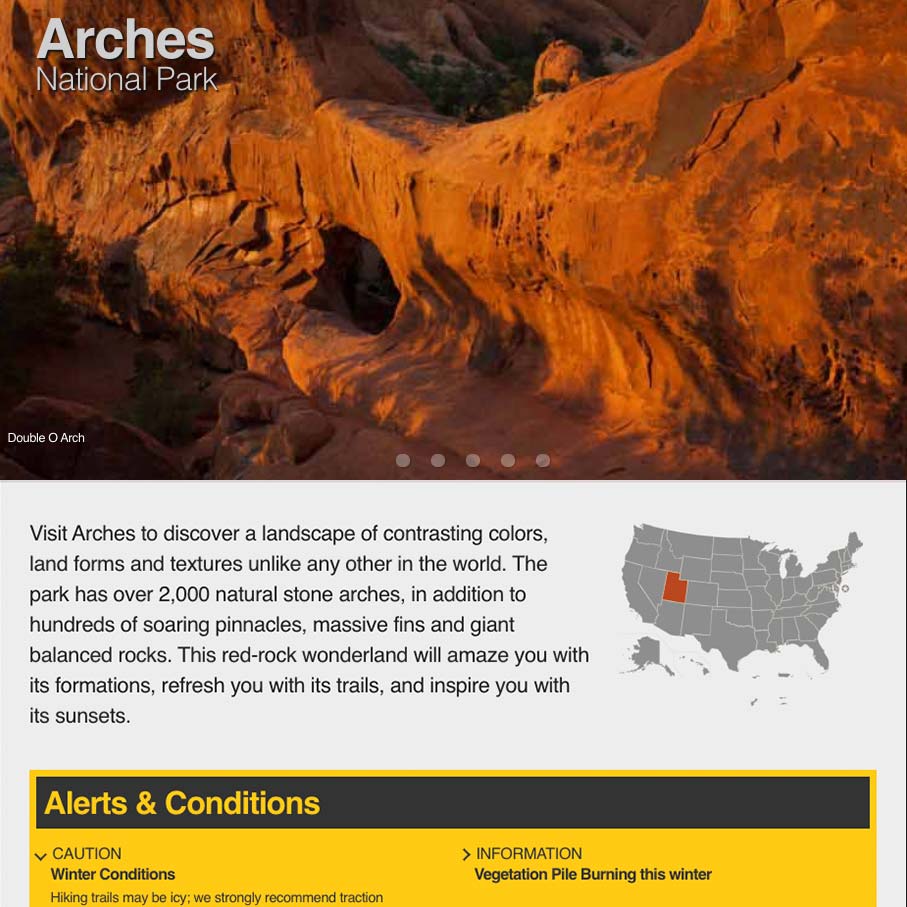 Arches
National Park
Double O Arch
Visit Arches to discover a landscape of contrasting colors,
land forms and textures unlike any other in the world. The
park has over 2,000 natural stone arches, in addition to
hundreds of soaring pinnacles, massive fins and giant
balanced rocks. This red-rock wonderland will amaze you with
its formations, refresh you with its trails, and inspire you with
its sunsets.
Alerts & Conditions
CAUTION
Winter Conditions
Hiking trails may be icy; we strongly recommend traction
INFORMATION
Vegetation Pile Burning this winter